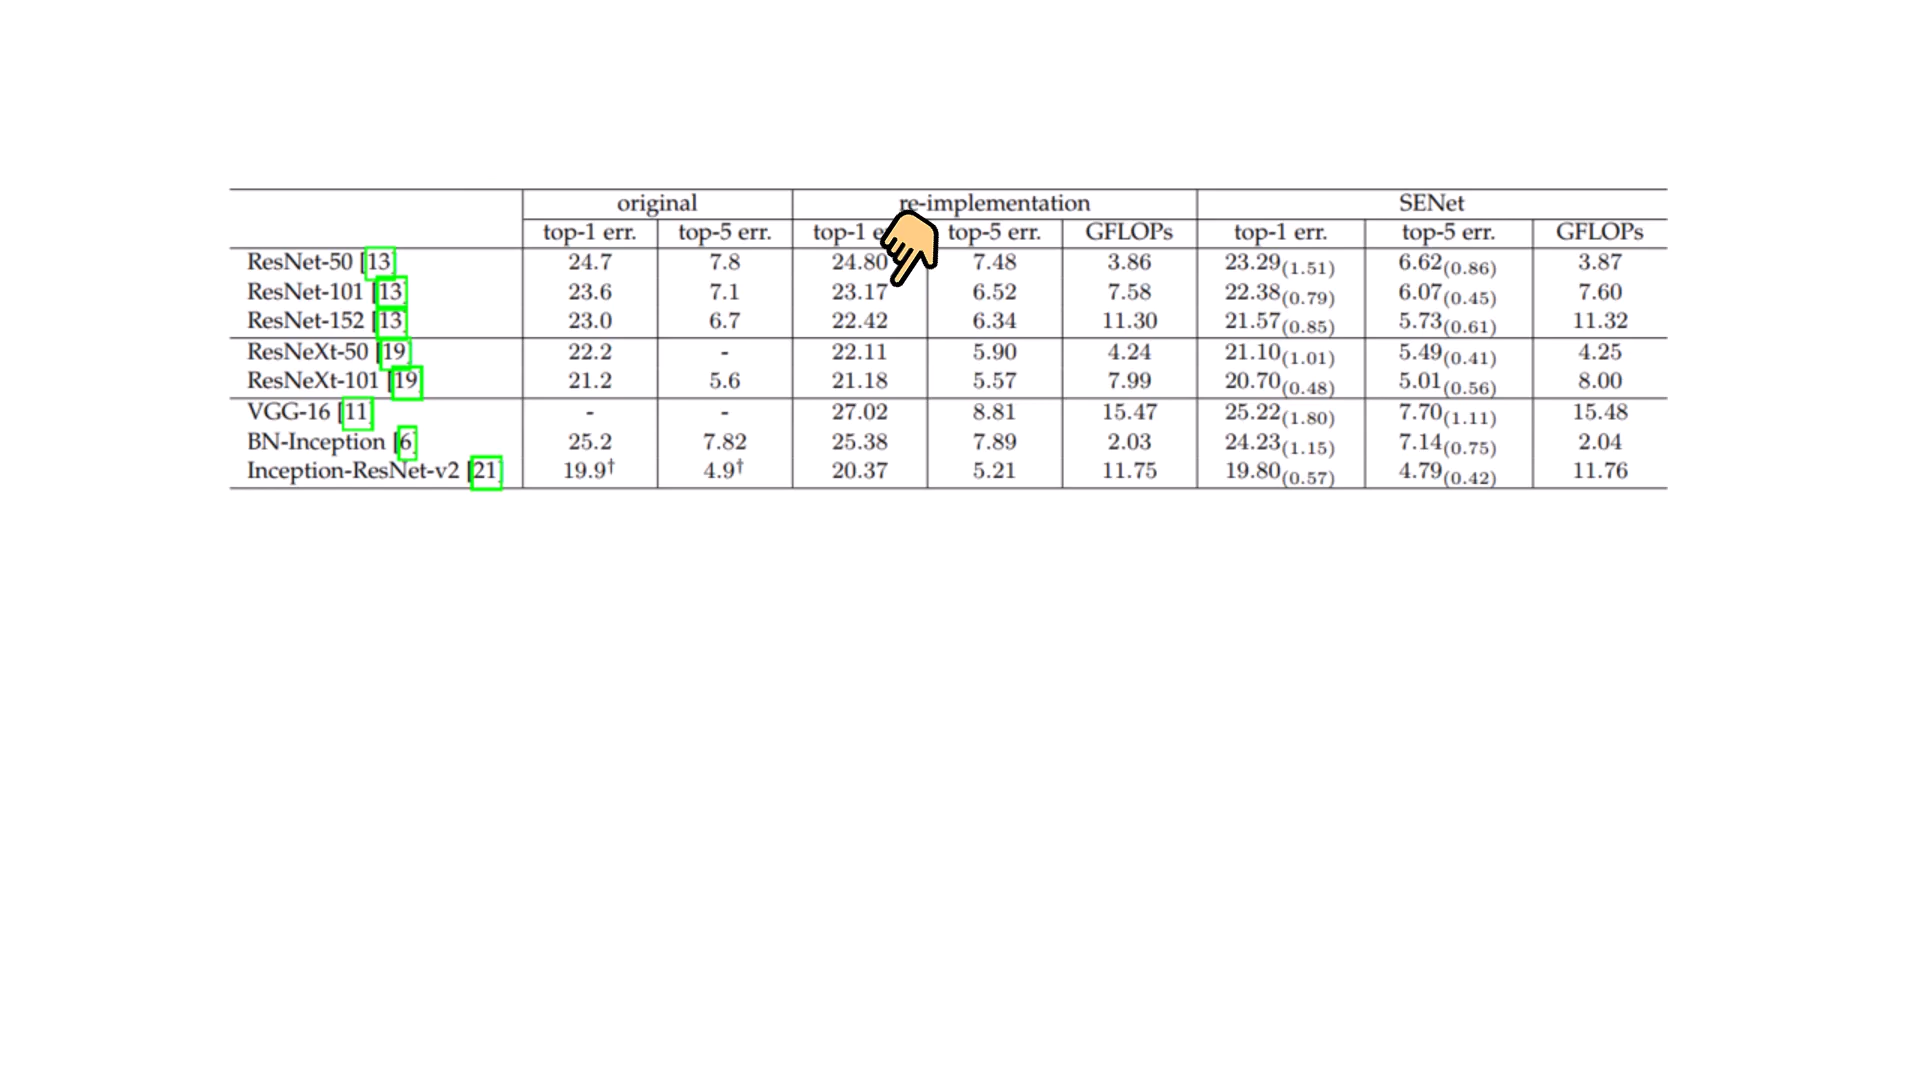 original re-implementation SENet
top-1 err. top-5 err. top-1 top-5 err. GFLOPs top-1 err. top-5 err. GFLOPs
ResNet-50 [13] 24.7 7.8 24.80 7.48 3.86 23.29(1.51) 6.62(0.86) 3.87
ResNet-101 [13] 23.6 7.1 23.17 6.52 7.58 22.38(0.79) 6.07(0.45) 7.60
ResNet-152 [13] 23.0 6.7 22.42 6.34 11.30 21.57(0.85) 5.73(0.61) 11.32
ResNeXt-50 [19] 22.2 - 22.11 5.90 4.24 21.10(1.01) 5.49(0.41) 4.25
ResNeXt-101 [19] 21.2 5.6 21.18 5.57 7.99 20.70(0.48) 5.01(0.56) 8.00
VGG-16 [11] - - 27.02 8.81 15.47 25.22(1.80) 7.70(1.11) 15.48
BN-Inception [6] 25.2 7.82 25.38 7.89 2.03 24.23(1.15) 7.14(0.75) 2.04
Inception-ResNet-v2 [21] 19.9† 4.9† 20.37 5.21 11.75 19.80(0.57) 4.79(0.42) 11.76